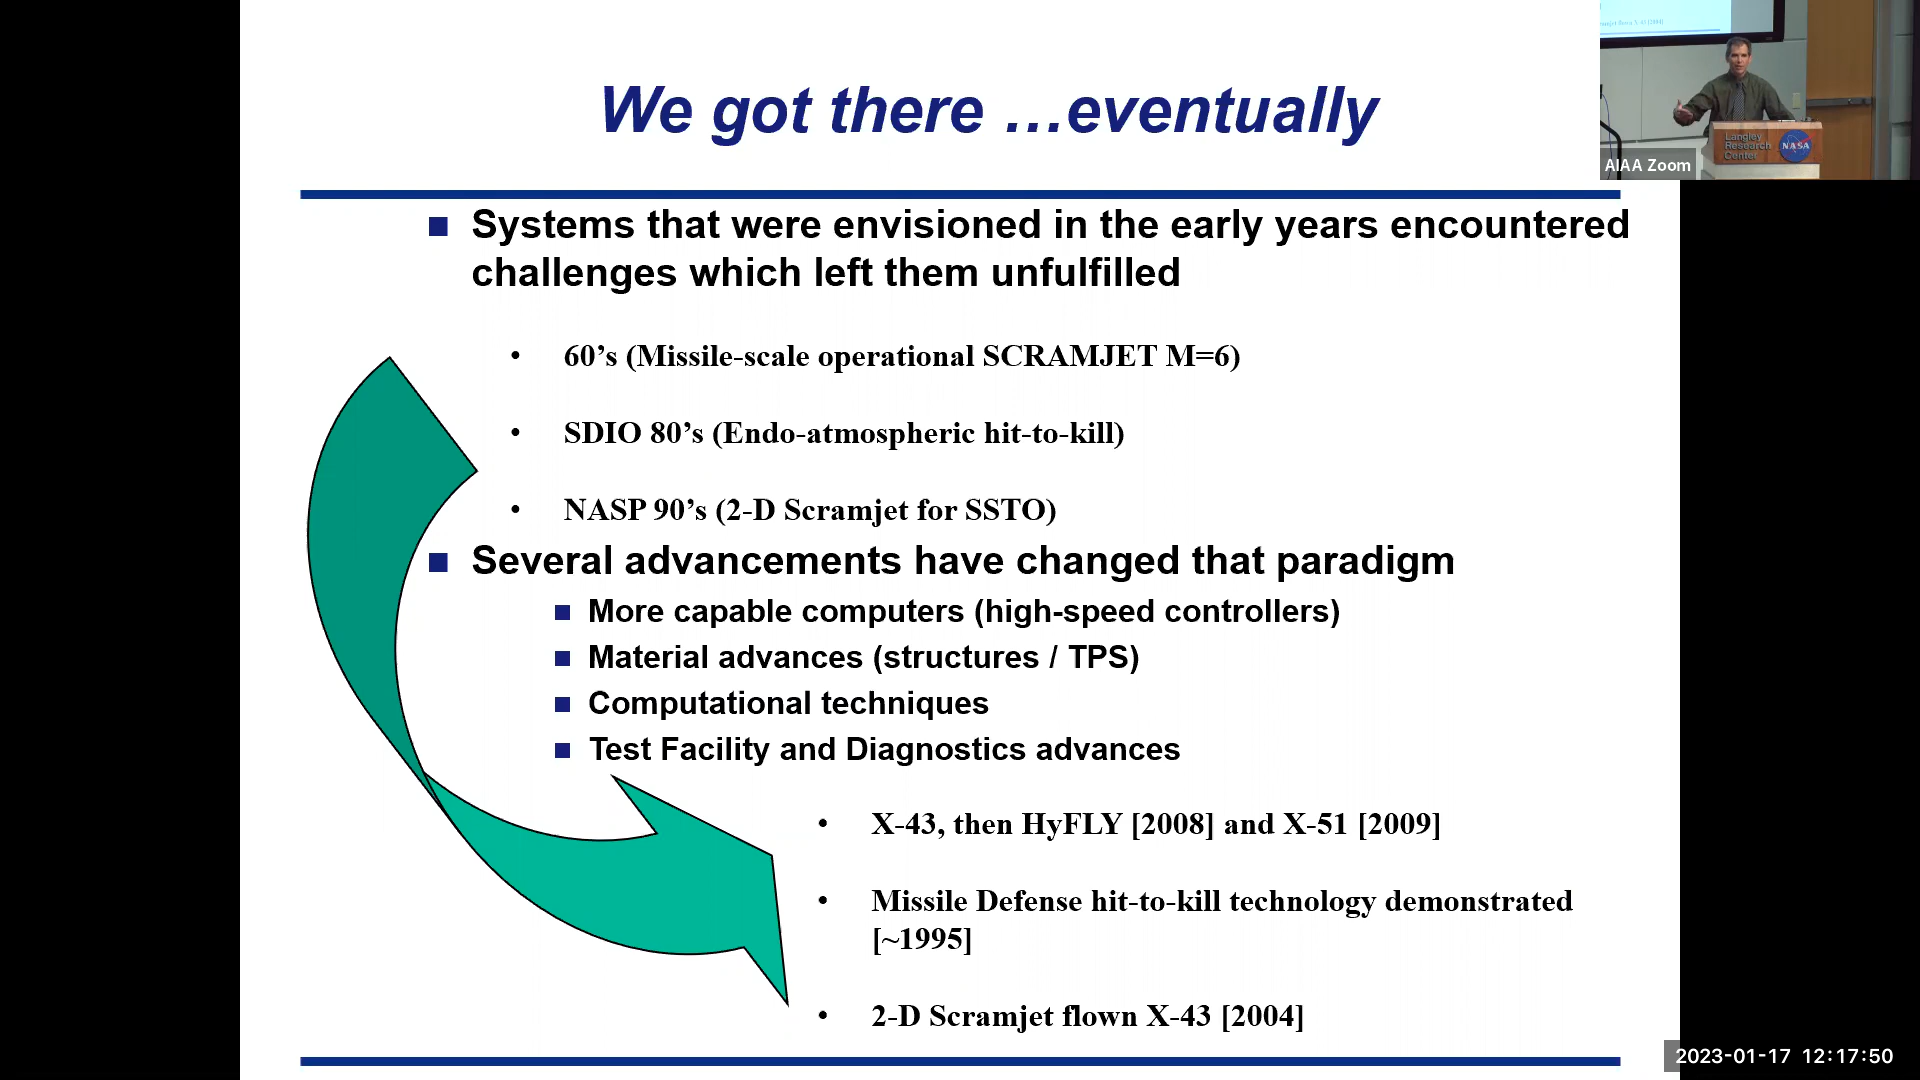 We got there …eventually
Systems that were envisioned in the early years encountered
challenges which left them unfulfilled
• 60’s (Missile-scale operational SCRAMJET M=6)
• SDIO 80’s (Endo-atmospheric hit-to-kill)
• NASP 90’s (2-D Scramjet for SSTO)
Several advancements have changed that paradigm
More capable computers (high-speed controllers)
Material advances (structures / TPS)
Computational techniques
Test Facility and Diagnostics advances
• X-43, then HyFLY [2008] and X-51 [2009]
• Missile Defense hit-to-kill technology demonstrated
[~1995]
• 2-D Scramjet flown X-43 [2004]
Langley
Research
Center
NASA
AIAA Zoom
2023-01-17 12:17:50